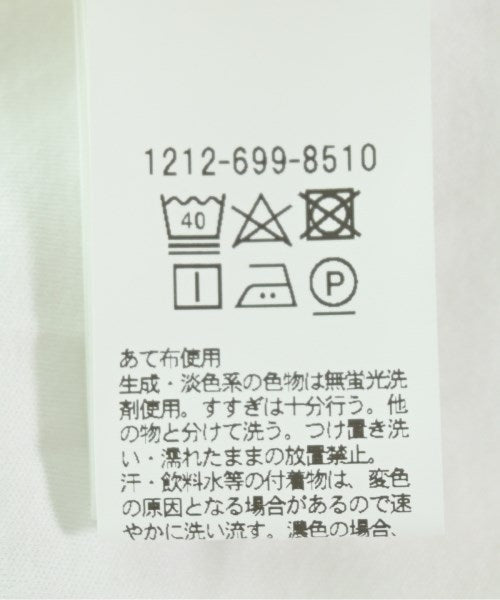 1212-699-8510
40
P
あて布使用
生成・淡色系の色物は無蛍光洗
剤使用。すすぎは十分行う。他
の物と分けて洗う。つけ置き洗
い・濡れたままの放置禁止。
汗・飲料水等の付着物は、変色
の原因となる場合があるので速
やかに洗い流す。濃色の場合、